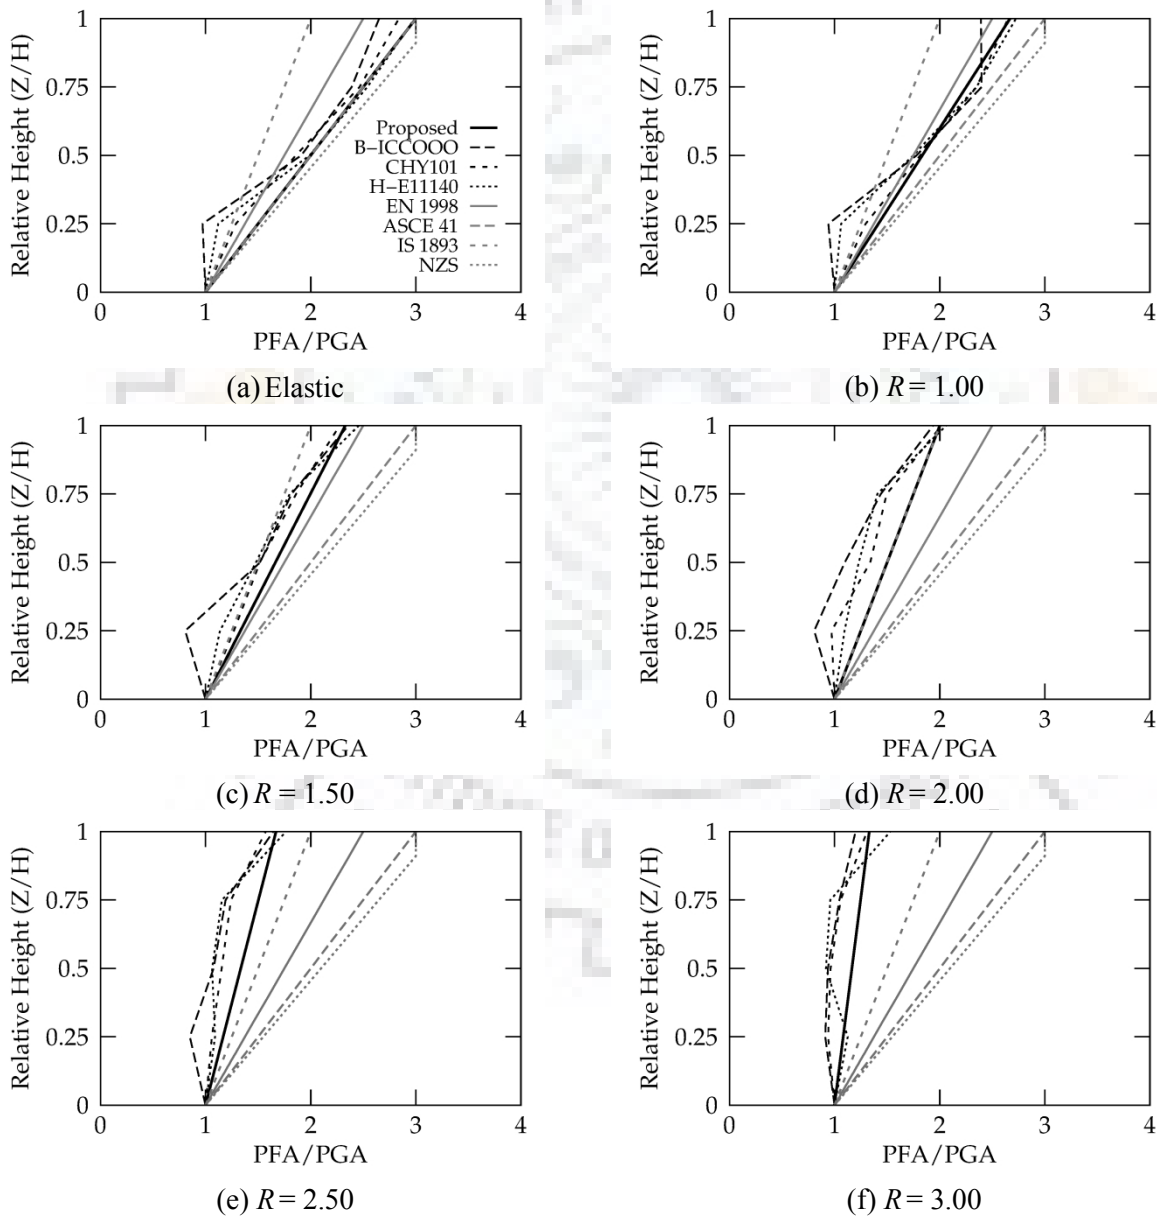 Relative Height (Z/H)
1
0.75
0.5
0.25
0
Proposed
B-ICCOOO
CHY101
H-E11140
EN 1998
ASCE 41
IS 1893
NZS
0 1 2 3 4
PFA/PGA
(a) Elastic
Relative Height (Z/H)
1
0.75
0.5
0.25
0
0 1 2 3 4
PFA/PGA
(b) R = 1.00
Relative Height (Z/H)
1
0.75
0.5
0.25
0
0 1 2 3 4
PFA/PGA
(c) R = 1.50
Relative Height (Z/H)
1
0.75
0.5
0.25
0
0 1 2 3 4
PFA/PGA
(d) R = 2.00
Relative Height (Z/H)
1
0.75
0.5
0.25
0
0 1 2 3 4
PFA/PGA
(e) R = 2.50
Relative Height (Z/H)
1
0.75
0.5
0.25
0
0 1 2 3 4
PFA/PGA
(f) R = 3.00